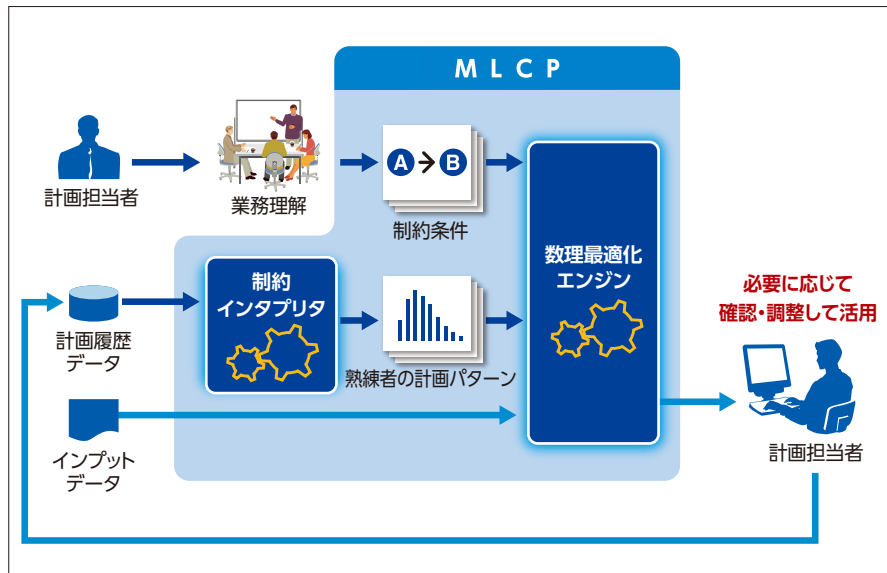 MLCP
計画担当者
業務理解
A
B
制約条件
制約
インタプリタ
数理最適化
エンジン
計画履歴
データ
熟練者の計画パターン
インプット
データ
必要に応じて
確認・調整して活用
計画担当者